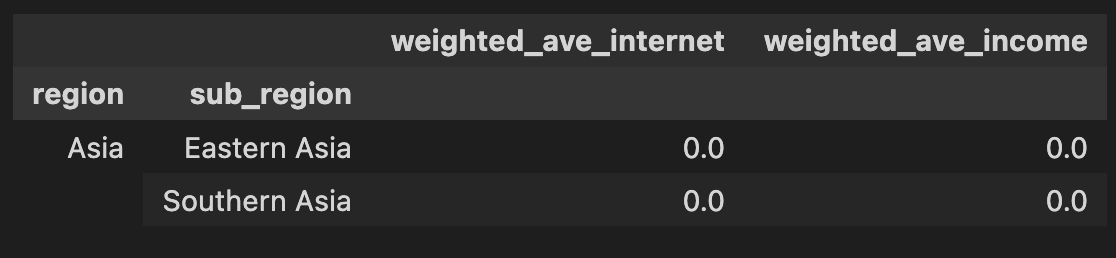 weighted_ave_internet weighted_ave_income
region sub_region
Asia Eastern Asia 0.0 0.0
Southern Asia 0.0 0.0